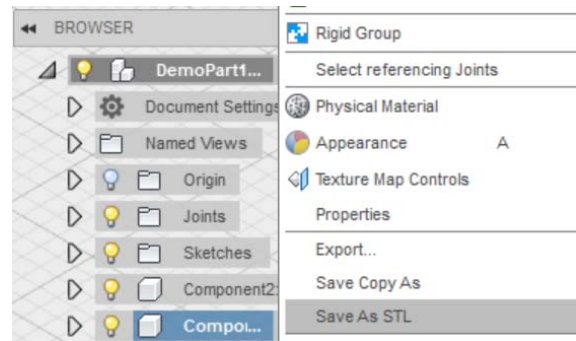 BROWSER
DemoPart1...
Document Settings
Named Views
Origin
Joints
Sketches
Component2:
Compo...
Rigid Group
Select referencing Joints
Physical Material
Appearance A
Texture Map Controls
Properties
Export...
Save Copy As
Save As STL